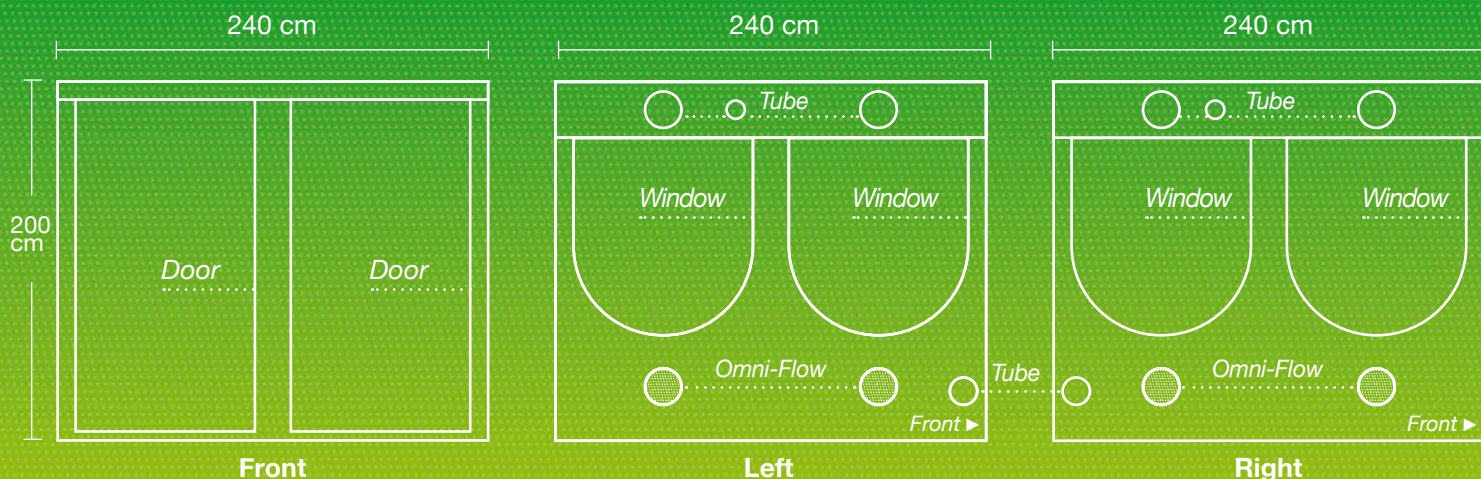 240 cm
240 cm
240 cm
Tube
Tube
Window
Window
Window
Window
200
cm
Door
Door
Omni-Flow
Tube
Omni-Flow
Front ►
Front ►
Front
Left
Right